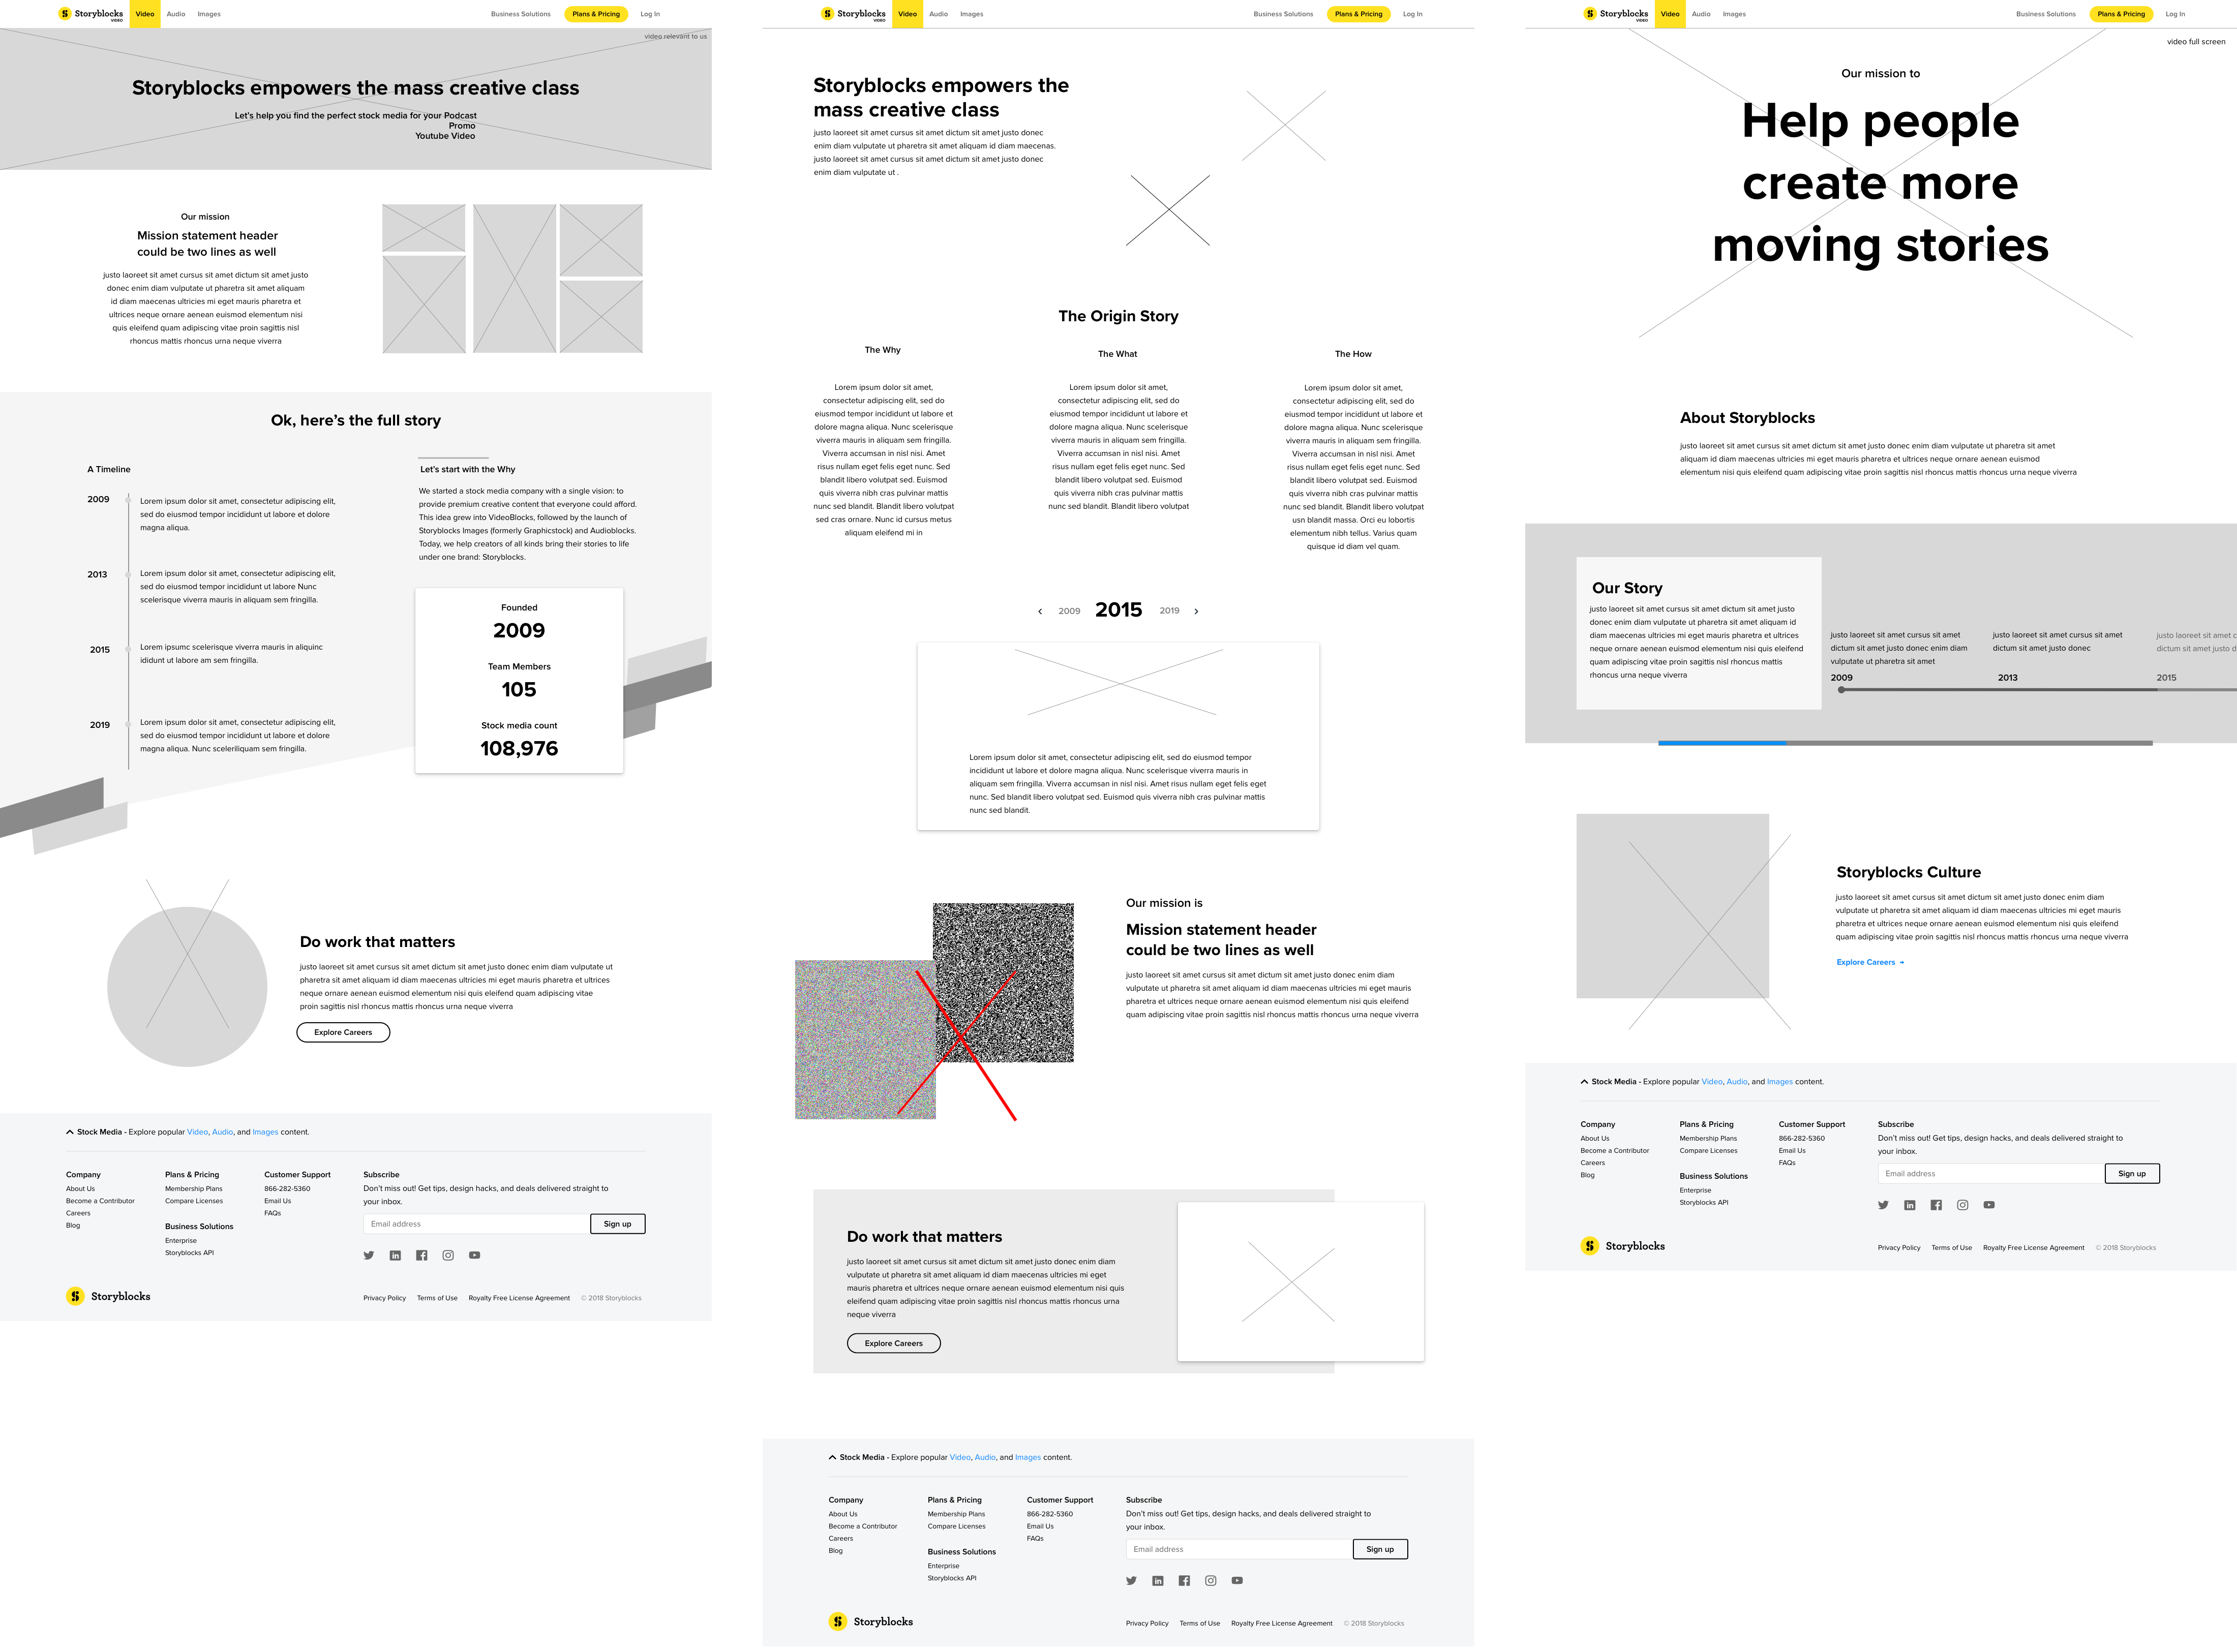 Storyblocks
VIDEO
Video
Audio
Images
Business Solutions
Plans & Pricing
Log In
video relevant to us
Storyblocks empowers the mass creative class
Let's help you find the perfect stock media for your Podcast
Promo
Youtube Video
Our mission
Mission statement header
could be two lines as well
justo laoreet sit amet cursus sit amet dictum sit amet justo
donec enim diam vulputate ut pharetra sit amet aliquam
id diam maecenas ultricies mi eget mauris pharetra et
ultrices neque ornare aenean euismod elementum nisi
quis eleifend quam adipiscing vitae proin sagittis nisl
rhoncus mattis rhoncus urna neque viverra
Ok, here's the full story
A Timeline
2009
Lorem ipsum dolor sit amet, consectetur adipiscing elit,
sed do eiusmod tempor incididunt ut labore et dolore
magna aliqua.
2013
Lorem ipsum dolor sit amet, consectetur adipiscing elit,
sed do eiusmod tempor incididunt ut labore Nunc
scelerisque viverra mauris in aliquam sem fringilla.
2015
Lorem ipsumc scelerisque viverra mauris in aliquinc
ididunt ut labore am sem fringilla.
2019
Lorem ipsum dolor sit amet, consectetur adipiscing elit,
sed do eiusmod tempor incididunt ut labore et dolore
magna aliqua. Nunc sceleriliquam sem fringilla.
Let's start with the Why
We started a stock media company with a single vision: to
provide premium creative content that everyone could afford.
This idea grew into VideoBlocks, followed by the launch of
Storyblocks Images (formerly Graphicstock) and Audioblocks.
Today, we help creators of all kinds bring their stories to life
under one brand: Storyblocks.
Founded
2009
Team Members
105
Stock media count
108,976
Do work that matters
justo laoreet sit amet cursus sit amet dictum sit amet justo donec enim diam vulputate ut
pharetra sit amet aliquam id diam maecenas ultricies mi eget mauris pharetra et ultrices
neque ornare aenean euismod elementum nisi quis eleifend quam adipiscing vitae
proin sagittis nisl rhoncus mattis rhoncus urna neque viverra
Explore Careers
Stock Media - Explore popular Video, Audio, and Images content.
Company
About Us
Become a Contributor
Careers
Blog
Plans & Pricing
Membership Plans
Compare Licenses
Business Solutions
Enterprise
Storyblocks API
Customer Support
866-282-5360
Email Us
FAQs
Subscribe
Don't miss out! Get tips, design hacks, and deals delivered straight to
your inbox.
Email address
Sign up
Storyblocks
Privacy Policy
Terms of Use
Royalty Free License Agreement
© 2018 Storyblocks
Storyblocks
VIDEO
Video
Audio
Images
Business Solutions
Plans & Pricing
Log In
Storyblocks empowers the
mass creative class
justo laoreet sit amet cursus sit amet dictum sit amet justo donec
enim diam vulputate ut pharetra sit amet aliquam id diam maecenas.
justo laoreet sit amet cursus sit amet dictum sit amet justo donec
enim diam vulputate ut .
The Origin Story
The Why
Lorem ipsum dolor sit amet,
consectetur adipiscing elit, sed do
eiusmod tempor incididunt ut labore et
dolore magna aliqua. Nunc scelerisque
viverra mauris in aliquam sem fringilla.
Viverra accumsan in nisl nisi. Amet
risus nullam eget felis eget nunc. Sed
blandit libero volutpat sed. Euismod
quis viverra nibh cras pulvinar mattis
nunc sed blandit. Blandit libero volutpat
sed cras ornare. Nunc id cursus metus
aliquam eleifend mi in
The What
Lorem ipsum dolor sit amet,
consectetur adipiscing elit, sed do
eiusmod tempor incididunt ut labore et
dolore magna aliqua. Nunc scelerisque
viverra mauris in aliquam sem fringilla.
Viverra accumsan in nisl nisi. Amet
risus nullam eget felis eget nunc. Sed
blandit libero volutpat sed. Euismod
quis viverra nibh cras pulvinar mattis
nunc sed blandit. Blandit libero volutpat
The How
Lorem ipsum dolor sit amet,
consectetur adipiscing elit, sed do
eiusmod tempor incididunt ut labore et
dolore magna aliqua. Nunc scelerisque
viverra mauris in aliquam sem fringilla.
Viverra accumsan in nisl nisi. Amet
risus nullam eget felis eget nunc. Sed
blandit libero volutpat sed. Euismod
quis viverra nibh cras pulvinar mattis
nunc sed blandit. Blandit libero volutpat
usn blandit massa. Orci eu lobortis
elementum nibh tellus. Varius quam
quisque id diam vel quam.
2009
2015
2019
Lorem ipsum dolor sit amet, consectetur adipiscing elit, sed do eiusmod tempor
incididunt ut labore et dolore magna aliqua. Nunc scelerisque viverra mauris in
aliquam sem fringilla. Viverra accumsan in nisl nisi. Amet risus nullam eget felis eget
nunc. Sed blandit libero volutpat sed. Euismod quis viverra nibh cras pulvinar mattis
nunc sed blandit.
Our mission is
Mission statement header
could be two lines as well
justo laoreet sit amet cursus sit amet dictum sit amet justo donec enim diam
vulputate ut pharetra sit amet aliquam id diam maecenas ultricies mi eget mauris
pharetra et ultrices neque ornare aenean euismod elementum nisi quis eleifend
quam adipiscing vitae proin sagittis nisl rhoncus mattis rhoncus urna neque viverra
Do work that matters
justo laoreet sit amet cursus sit amet dictum sit amet justo donec enim diam
vulputate ut pharetra sit amet aliquam id diam maecenas ultricies mi eget
mauris pharetra et ultrices neque ornare aenean euismod elementum nisi quis
eleifend quam adipiscing vitae proin sagittis nisl rhoncus mattis rhoncus urna
neque viverra
Explore Careers
Stock Media - Explore popular Video, Audio, and Images content.
Company
About Us
Become a Contributor
Careers
Blog
Plans & Pricing
Membership Plans
Compare Licenses
Business Solutions
Enterprise
Storyblocks API
Customer Support
866-282-5360
Email Us
FAQs
Subscribe
Don't miss out! Get tips, design hacks, and deals delivered straight to
your inbox.
Email address
Sign up
Storyblocks
Privacy Policy
Terms of Use
Royalty Free License Agreement
© 2018 Storyblocks
Storyblocks
VIDEO
Video
Audio
Images
Business Solutions
Plans & Pricing
Log In
video full screen
Our mission to
Help people
create more
moving stories
About Storyblocks
justo laoreet sit amet cursus sit amet dictum sit amet justo donec enim diam vulputate ut pharetra sit amet
aliquam id diam maecenas ultricies mi eget mauris pharetra et ultrices neque ornare aenean euismod
elementum nisi quis eleifend quam adipiscing vitae proin sagittis nisl rhoncus mattis rhoncus urna neque viverra
Our Story
justo laoreet sit amet cursus sit amet dictum sit amet justo
donec enim diam vulputate ut pharetra sit amet aliquam id
diam maecenas ultricies mi eget mauris pharetra et ultrices
neque ornare aenean euismod elementum nisi quis eleifend
quam adipiscing vitae proin sagittis nisl rhoncus mattis
rhoncus urna neque viverra
justo laoreet sit amet cursus sit amet
dictum sit amet justo donec enim diam
vulputate ut pharetra sit amet
2009
justo laoreet sit amet cursus sit amet
dictum sit amet justo donec
2013
justo laoreet sit amet c
dictum sit amet justo d
2015
Storyblocks Culture
justo laoreet sit amet cursus sit amet dictum sit amet justo donec enim diam
vulputate ut pharetra sit amet aliquam id diam maecenas ultricies mi eget mauris
pharetra et ultrices neque ornare aenean euismod elementum nisi quis eleifend
quam adipiscing vitae proin sagittis nisl rhoncus mattis rhoncus urna neque viverra
Explore Careers →
Stock Media - Explore popular Video, Audio, and Images content.
Company
About Us
Become a Contributor
Careers
Blog
Plans & Pricing
Membership Plans
Compare Licenses
Business Solutions
Enterprise
Storyblocks API
Customer Support
866-282-5360
Email Us
FAQs
Subscribe
Don't miss out! Get tips, design hacks, and deals delivered straight to
your inbox.
Email address
Sign up
Storyblocks
Privacy Policy
Terms of Use
Royalty Free License Agreement
© 2018 Storyblocks